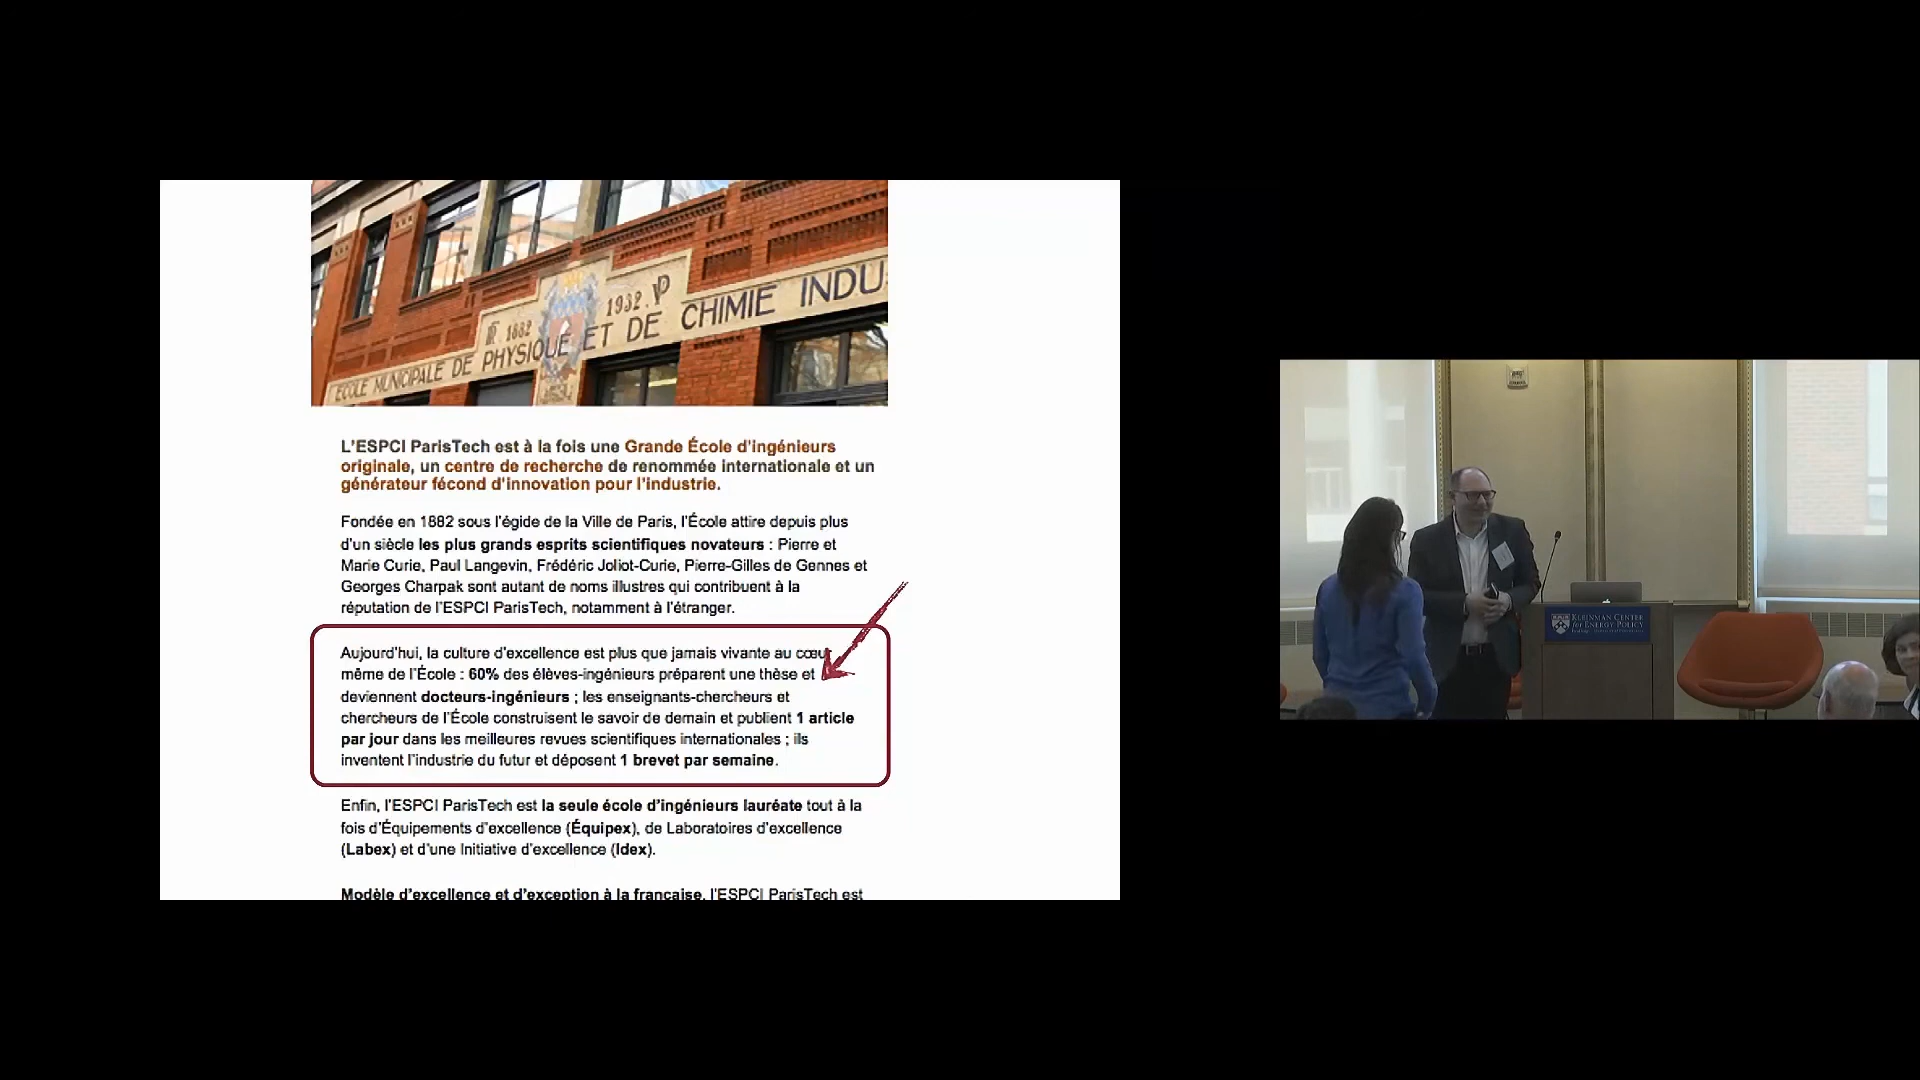 RF 1882
1932. VP
ECOLE MUNICIPALE DE PHYSIQUE ET DE CHIMIE INDU
L'ESPCI ParisTech est à la fois une Grande École d'ingénieurs
originale, un centre de recherche de renommée internationale et un
générateur fécond d'innovation pour l'industrie.
Fondée en 1882 sous l'égide de la Ville de Paris, l'École attire depuis plus
d'un siècle les plus grands esprits scientifiques novateurs : Pierre et
Marie Curie, Paul Langevin, Frédéric Joliot-Curie, Pierre-Gilles de Gennes et
Georges Charpak sont autant de noms illustres qui contribuent à la
réputation de l'ESPCI ParisTech, notamment à l'étranger.
Aujourd'hui, la culture d'excellence est plus que jamais vivante au cœur
même de l'École : 60% des élèves-ingénieurs préparent une thèse et
deviennent docteurs-ingénieurs ; les enseignants-chercheurs et
chercheurs de l'École construisent le savoir de demain et publient 1 article
par jour dans les meilleures revues scientifiques internationales ; ils
inventent l'industrie du futur et déposent 1 brevet par semaine.
Enfin, l'ESPCI ParisTech est la seule école d'ingénieurs lauréate tout à la
fois d'Équipements d'excellence (Équipex), de Laboratoires d'excellence
(Labex) et d'une Initiative d'excellence (Idex).
Modèle d'excellence et d'exception à la française, l'ESPCI ParisTech est
KLEINMAN CENTER
for ENERGY POLICY